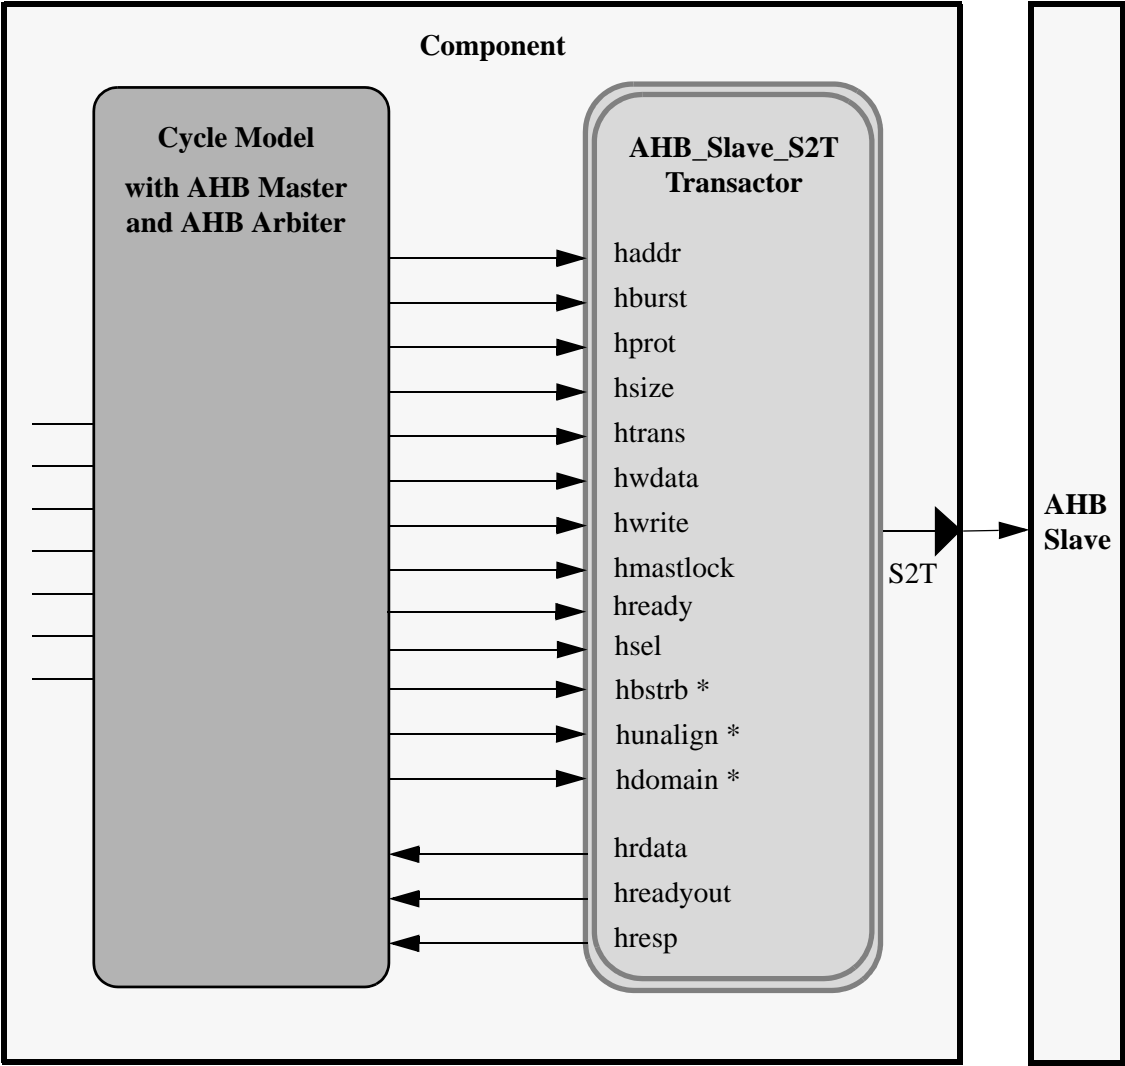 Component
Cycle Model
with AHB Master
and AHB Arbiter
AHB_Slave_S2T
Transactor
haddr
hburst
hprot
hsize
htrans
hwdata
hwrite
hmastlock
hready
hsel
hbstrb *
hunalign *
hdomain *
hrdata
hreadyout
hresp
S2T
AHB
Slave